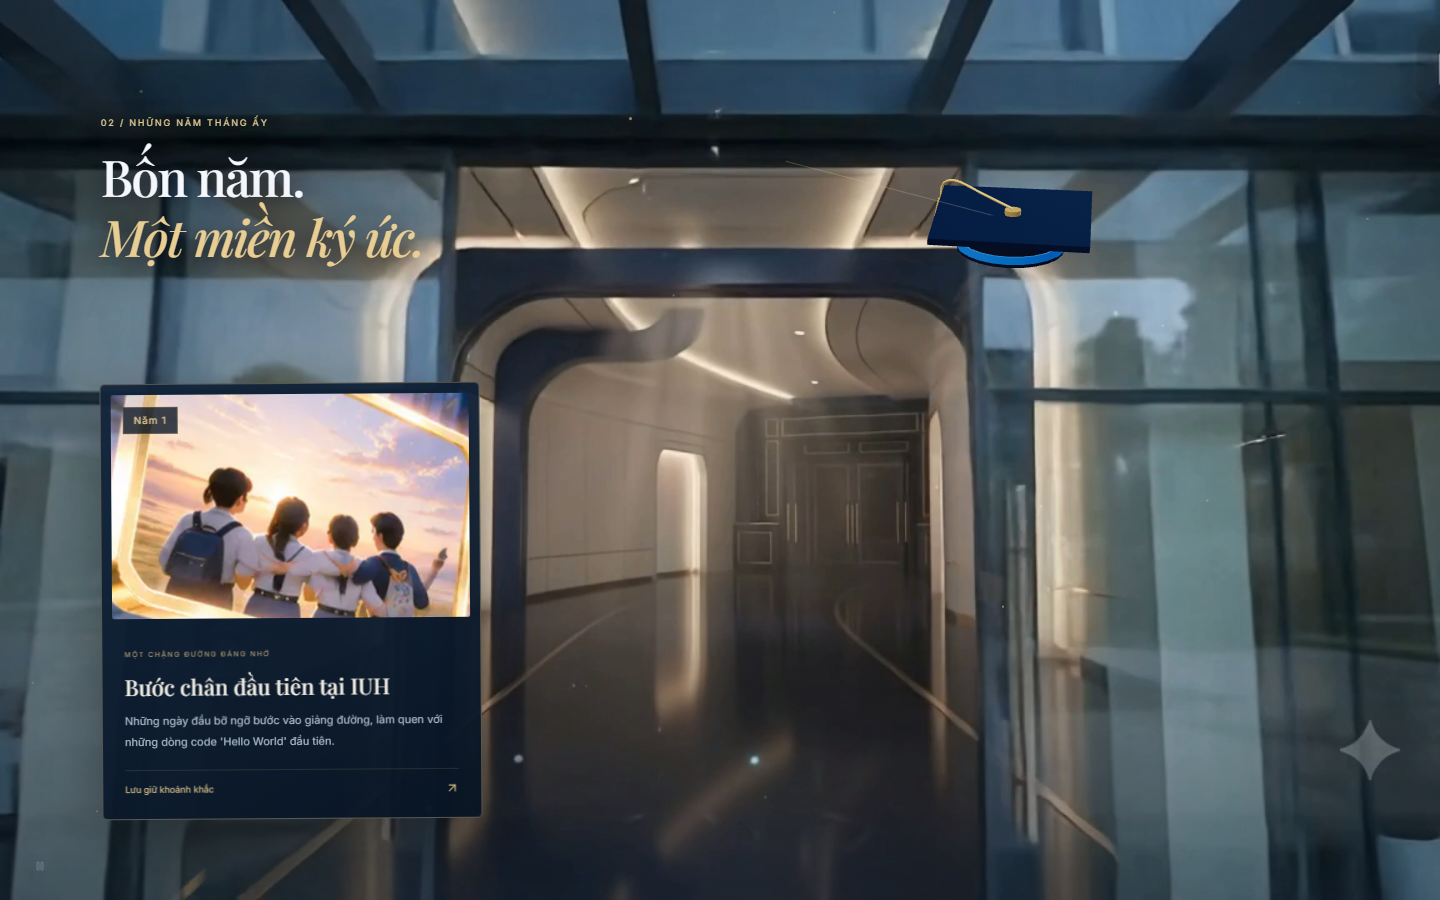 02 / NHỮNG NĂM THÁNG ẤY
Bốn năm.
Một miền ký ức.
Năm 1
MỘT CHẶNG ĐƯỜNG ĐÁNG NHỚ
Bước chân đầu tiên tại IUH
Những ngày đầu bỡ ngỡ bước vào giảng đường, làm quen với
những dòng code 'Hello World' đầu tiên.
Lưu giữ khoảnh khắc